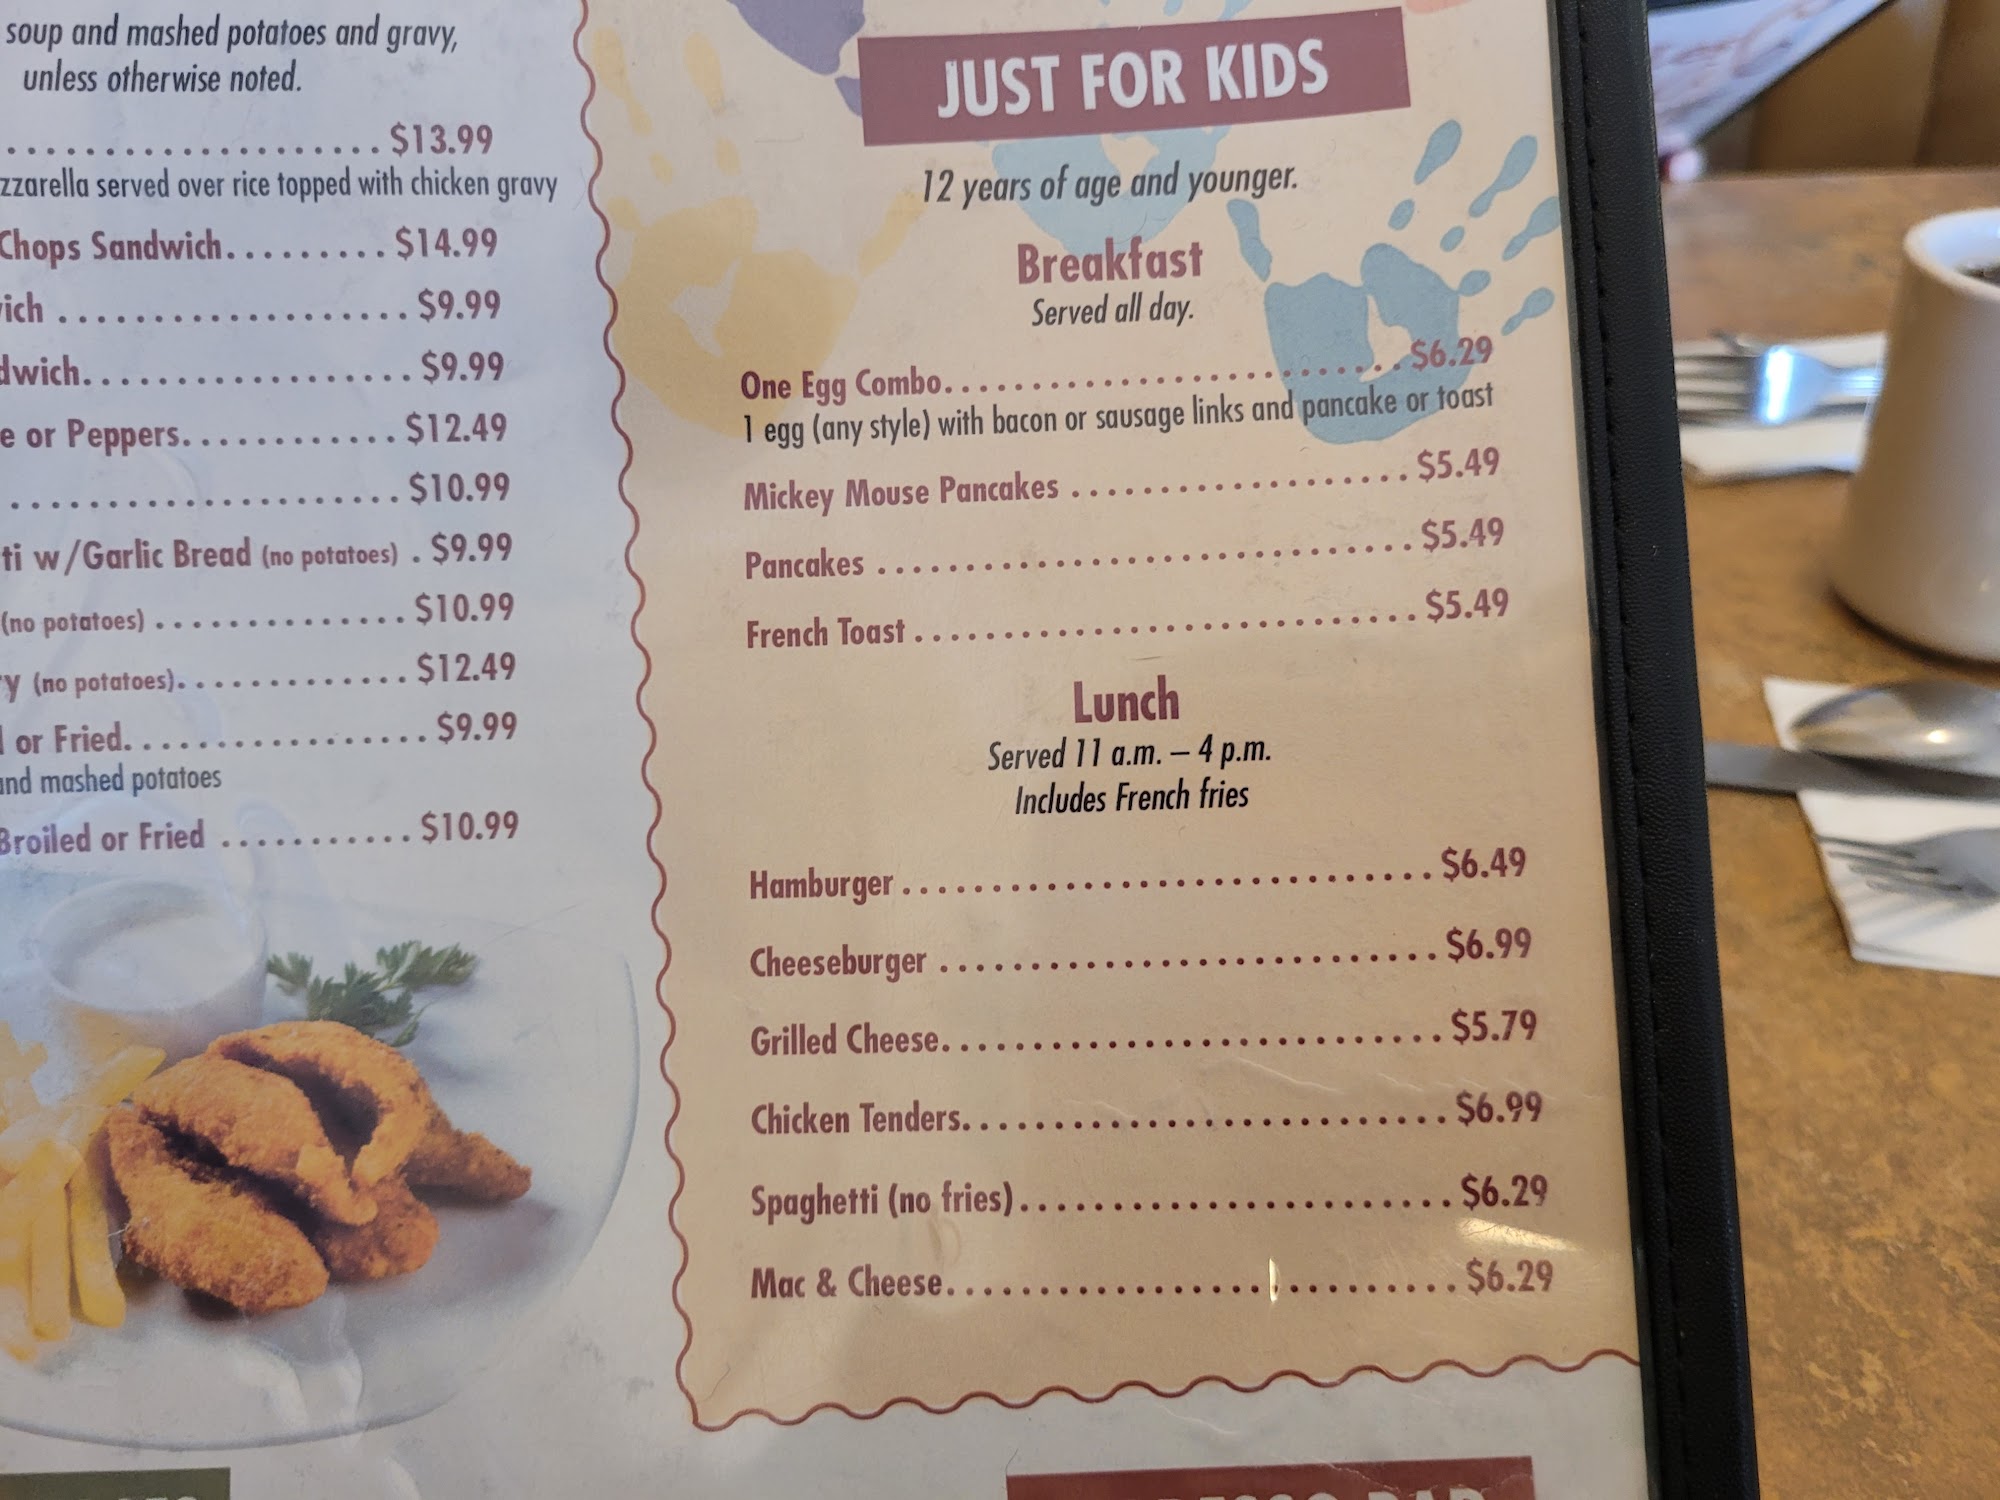 soup and mashed potatoes and gravy,
unless otherwise noted.
. . . . . . . . . . . . . . . . . . . . $13.99
served over rice topped with chicken gravy
Chops Sandwich. . . . . . . . . $14.99
. . . . . . . . . . . . . . . . . . . $9.99
. . . . . . . . . . . . . . . . . . $9.99
or Peppers. . . . . . . . . . . . $12.49
. . . . . . . . . . . . . . . . . . . . . $10.99
w/Garlic Bread (no potatoes) . $9.99
(no potatoes) . . . . . . . . . . . . . . $10.99
(no potatoes). . . . . . . . . . . . . $12.49
or Fried. . . . . . . . . . . . . . . . . $9.99
and mashed potatoes
Broiled or Fried . . . . . . . . . . . $10.99
JUST FOR KIDS
12 years of age and younger.
Breakfast
Served all day.
One Egg Combo. . . . . . . . . . . . . . . . . . . . . . . . . . $6.29
1 egg (any style) with bacon or sausage links and pancake or toast
Mickey Mouse Pancakes . . . . . . . . . . . . . . . . . . . $5.49
Pancakes . . . . . . . . . . . . . . . . . . . . . . . . . . . . . . $5.49
French Toast . . . . . . . . . . . . . . . . . . . . . . . . . . . . $5.49
Lunch
Served 11 a.m. – 4 p.m.
Includes French fries
Hamburger . . . . . . . . . . . . . . . . . . . . . . . . . . . . . . $6.49
Cheeseburger . . . . . . . . . . . . . . . . . . . . . . . . . . . . $6.99
Grilled Cheese. . . . . . . . . . . . . . . . . . . . . . . . . . . . $5.79
Chicken Tenders. . . . . . . . . . . . . . . . . . . . . . . . . . . $6.99
Spaghetti (no fries). . . . . . . . . . . . . . . . . . . . . . . . $6.29
Mac & Cheese. . . . . . . . . . . . . . . . . . . . . . . . . . . . $6.29